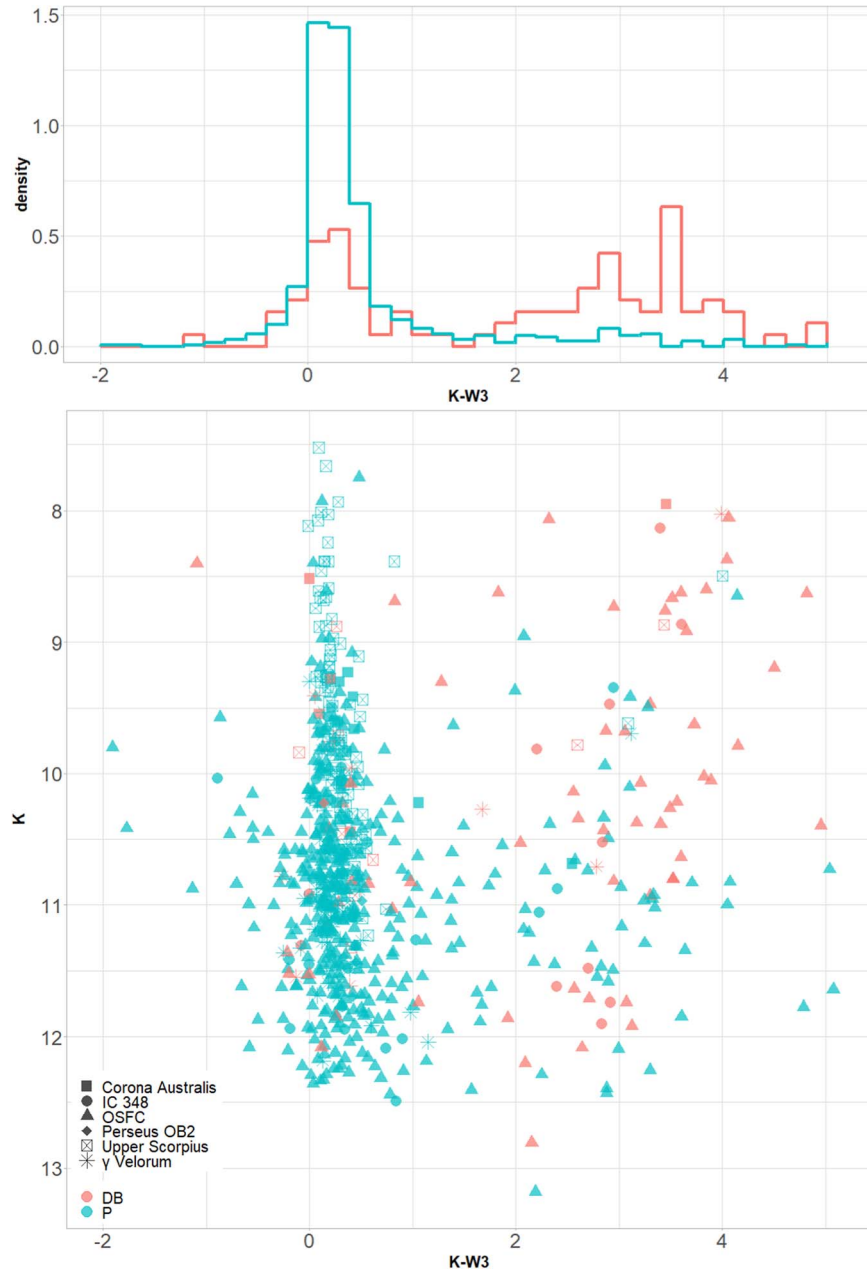 1.5
1.0
density
0.5
0.0
-2 0 2 4
K-W3
8
9
10
K
11
12
13
Corona Australis
IC 348
OSFC
Perseus OB2
Upper Scorpius
γ Velorum
DB
P
-2 0 2 4
K-W3